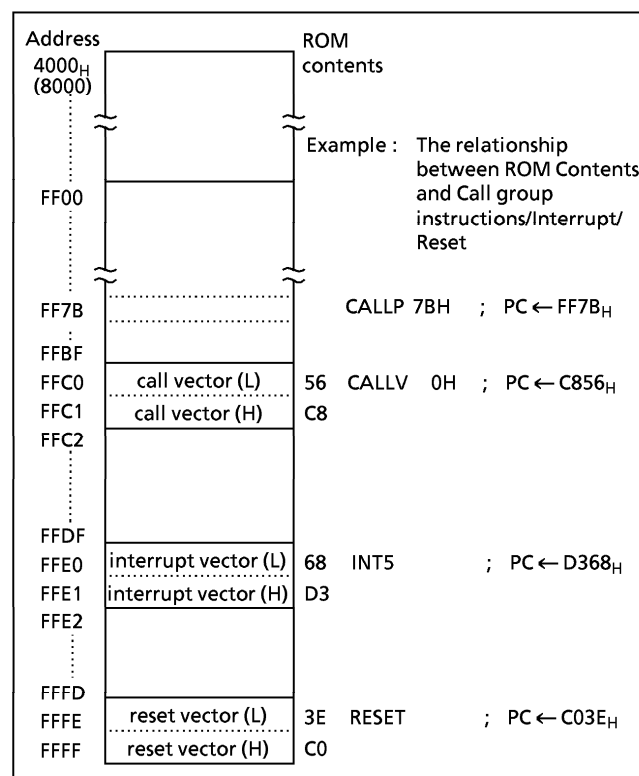 Address ROM
4000H contents
(8000)
Example : The relationship
between ROM Contents
and Call group
instructions/Interrupt/
Reset
FF00
FF7B CALLP 7BH ; PC ← FF7BH
FFBF
FFC0 call vector (L) 56 CALLV 0H ; PC ← C856H
FFC1 call vector (H) C8
FFC2
FFDF
FFE0 interrupt vector (L) 68 INT5 ; PC ← D368H
FFE1 interrupt vector (H) D3
FFE2
FFFD
FFFE reset vector (L) 3E RESET ; PC ← C03EH
FFFF reset vector (H) C0